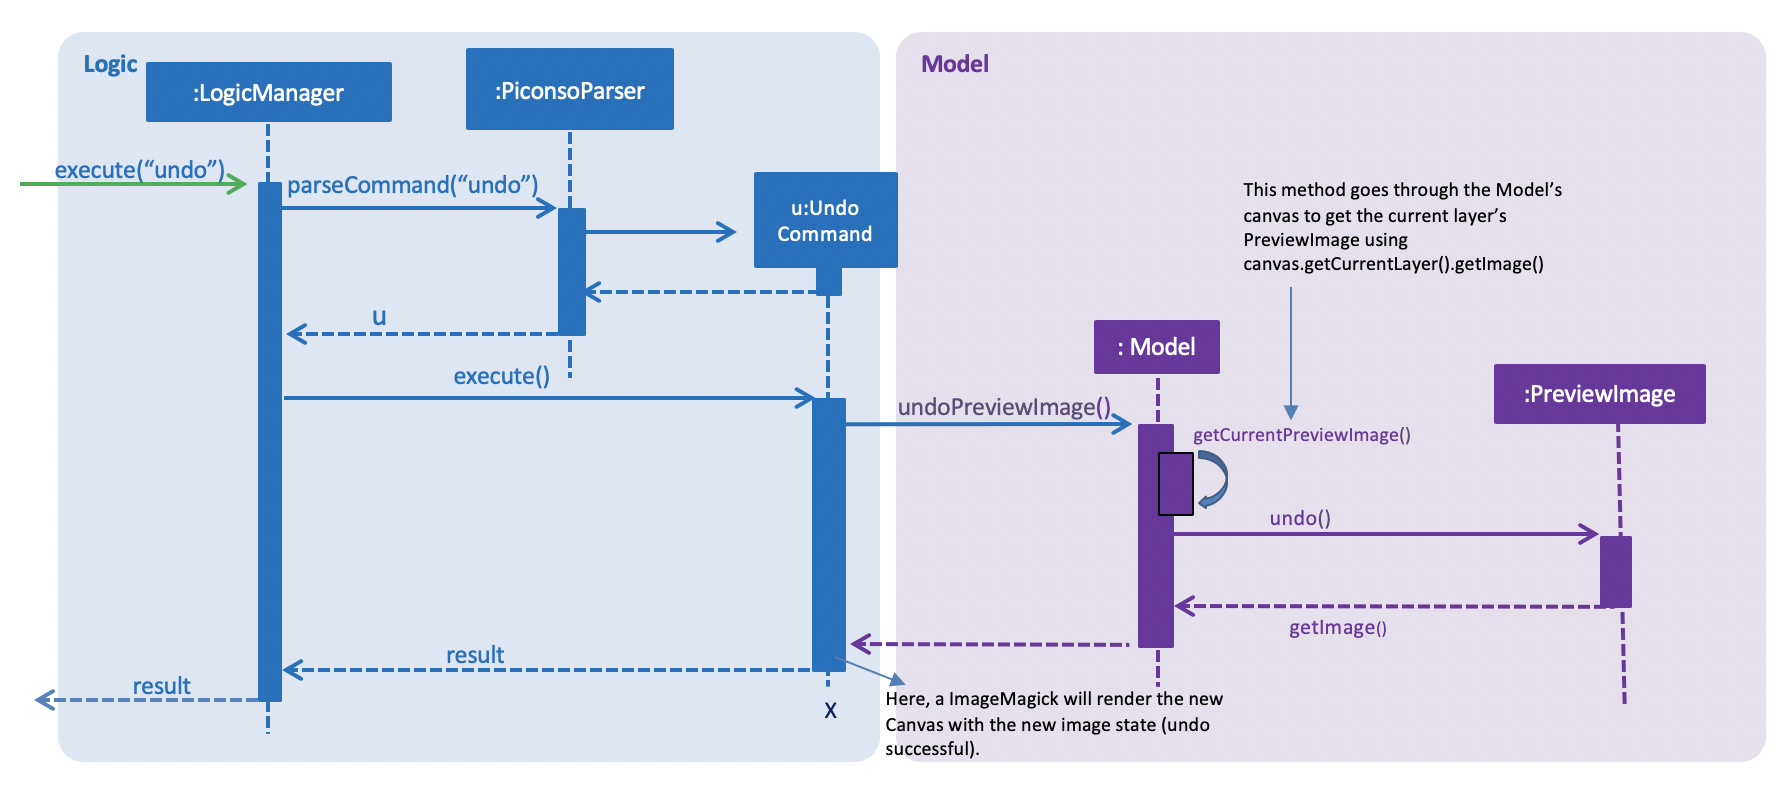 Logic
:LogicManager
:PiconsoParser
Model
execute(“undo”)
parseCommand(“undo”)
u:Undo
Command
This method goes through the Model’s
canvas to get the current layer’s
PreviewImage using
canvas.getCurrentLayer().getImage()
u
: Model
execute()
:PreviewImage
undoPreviewImage()
getCurrentPreviewImage()
undo()
getImage()
result
result
X
Here, a ImageMagick will render the new
Canvas with the new image state (undo
successful).